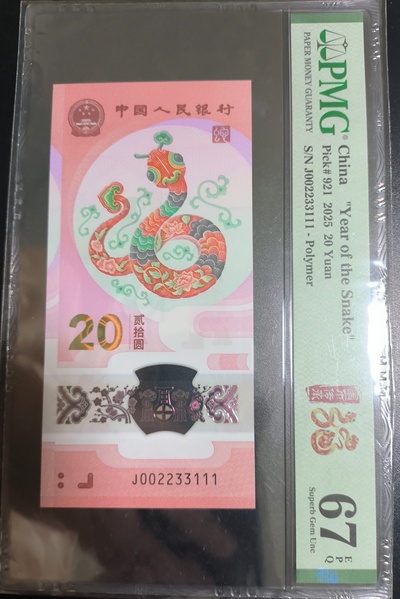 中国人民银行
20
贰拾圆
J002233111
PMG
PAPER MONEY GUARANTY
China "Year of the Snake"
Pick# 921 2025 20 Yuan
S/N J002233111 - Polymer
67 EPQ
Superb Gem Unc